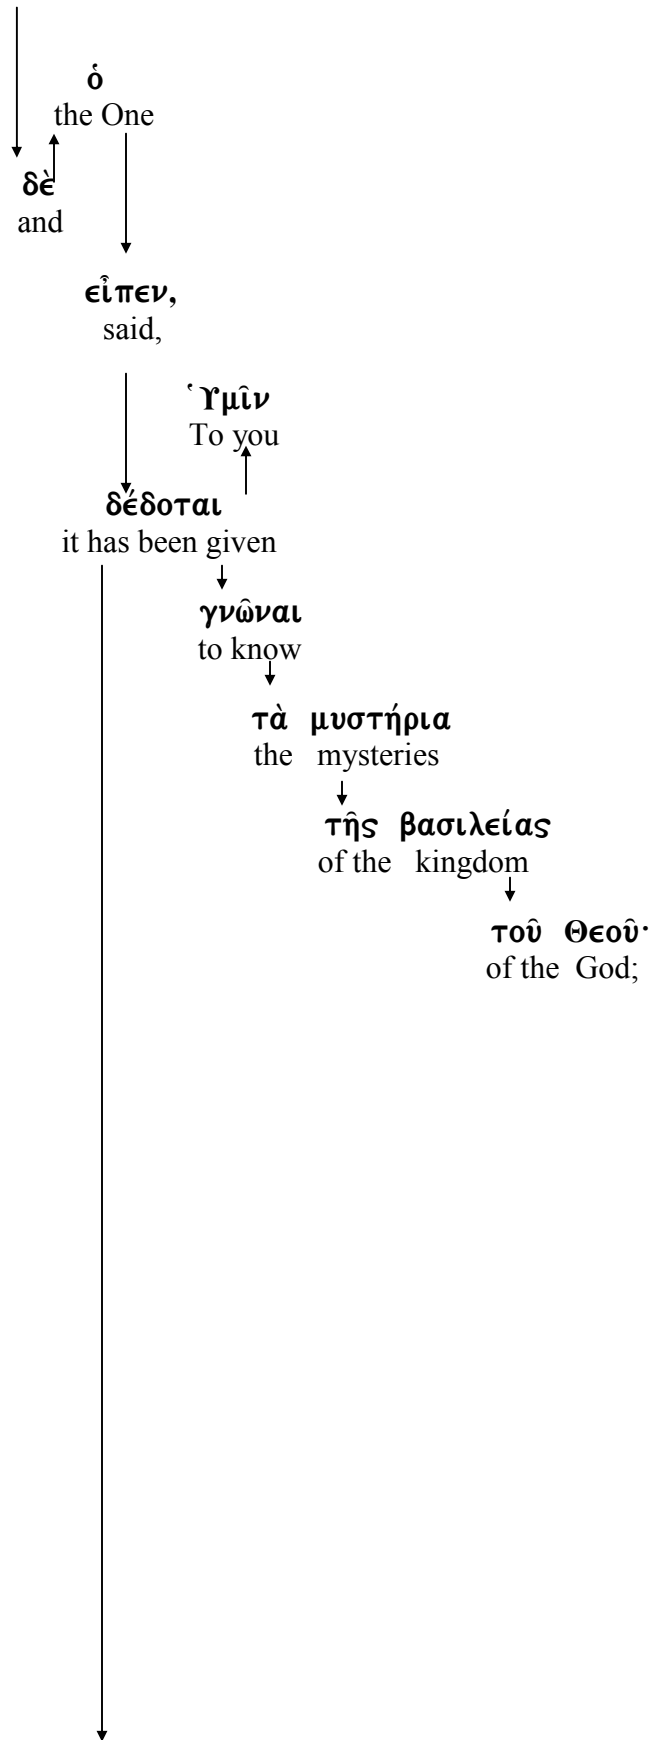 ὁ
the One
δὲ
and
εἶπεν,
said,
Ὑμῖν
To you
δέδοται
it has been given
γνῶναι
to know
τὰ μυστήρια
the mysteries
τῆς βασιλείας
of the kingdom
τοῦ Θεοῦ·
of the God;